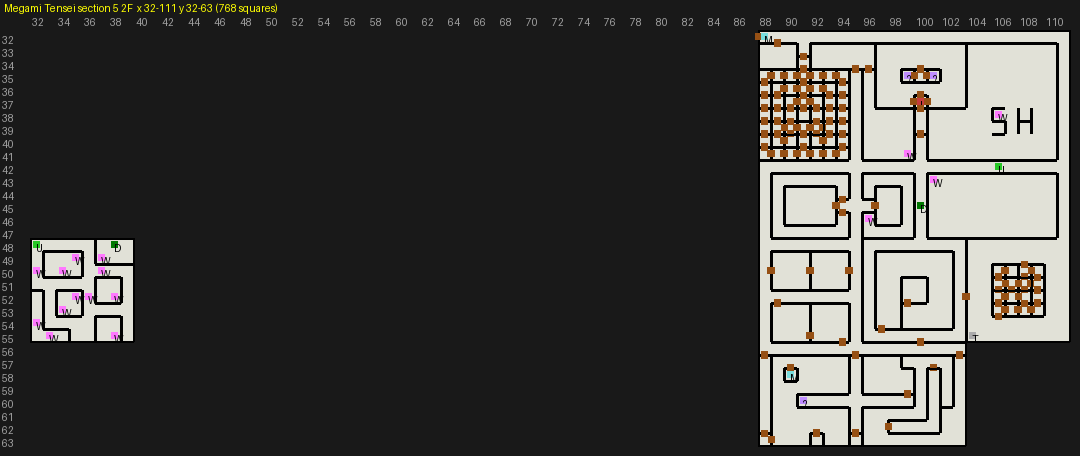 Megami Tensei section 5 2F x 32-111 y 32-63 (768 squares)
32 34 36 38 40 42 44 46 48 50 52 54 56 58 60 62 64 66 68 70 72 74 76 78 80 82 84 86 88 90 92 94 96 98 100 102 104 106 108 110
32 M
33
34
35 ? ?
36
37
38 W SH
39
40
41 W
42 U
43 W
44
45 D
46 W
47
48 U D
49 W W
50 W W W
51
52 W W W
53 W
54 W
55 W W T
56
57
58 M
59
60 ?
61
62
63